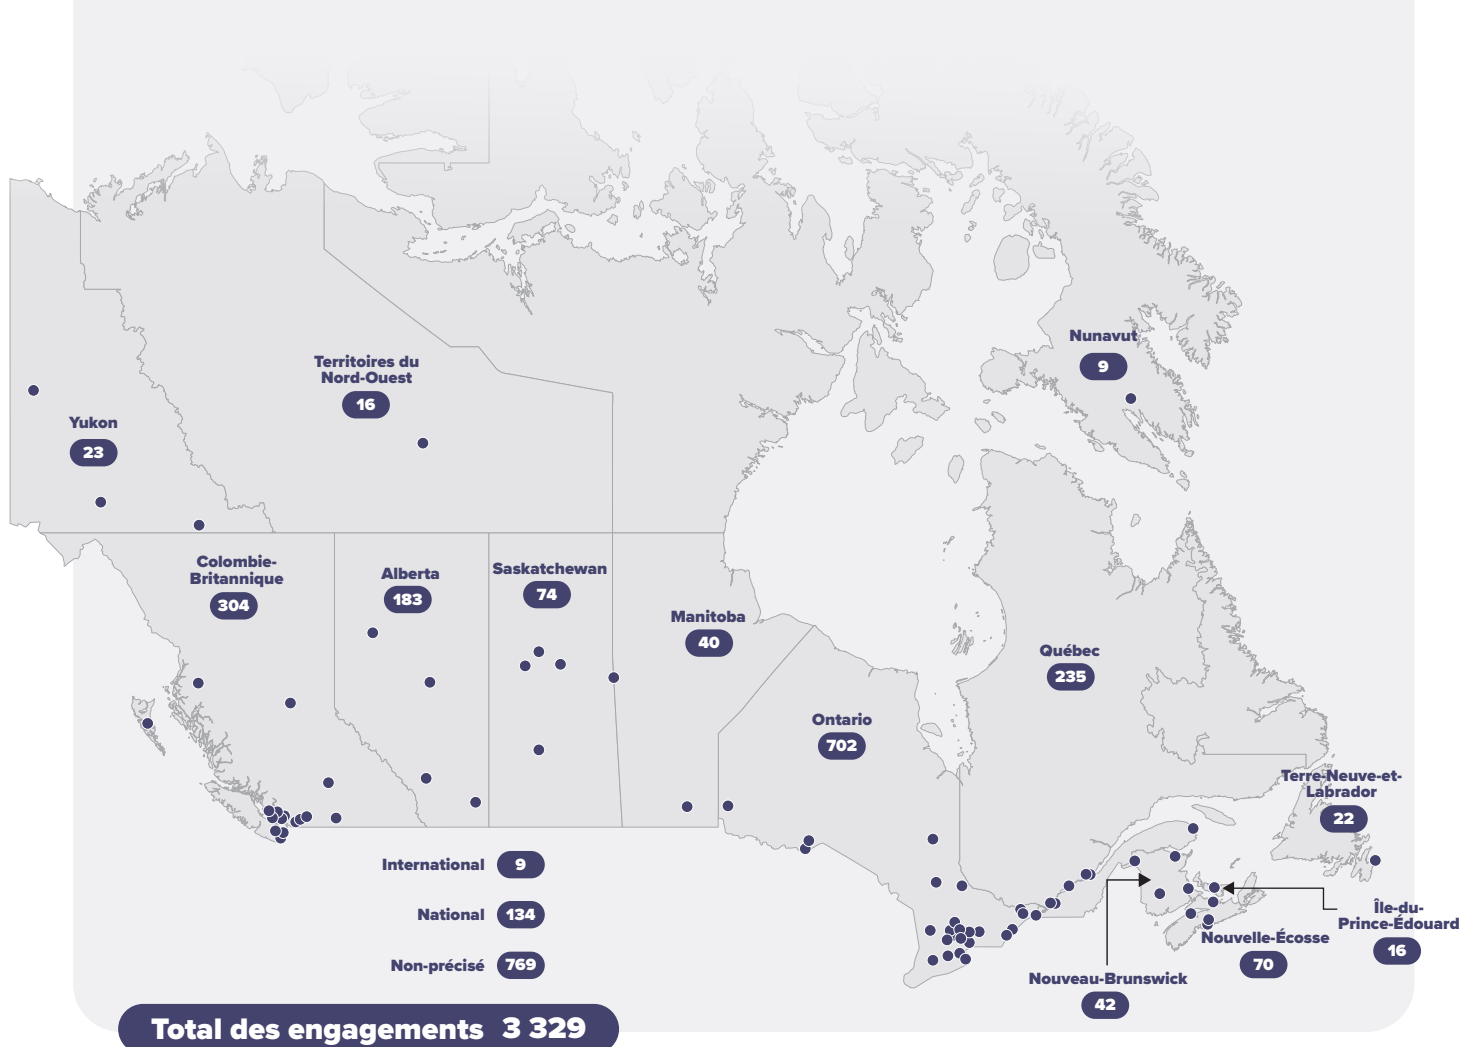 Nunavut
9
Territoires du
Nord-Ouest
16
Yukon
23
Colombie-
Britannique
304
Alberta
183
Saskatchewan
74
Manitoba
40
Québec
235
Ontario
702
Terre-Neuve-et-
Labrador
22
Île-du-
Prince-Édouard
16
Nouvelle-Écosse
70
Nouveau-Brunswick
42
International 9
National 134
Non-précisé 769
Total des engagements 3 329